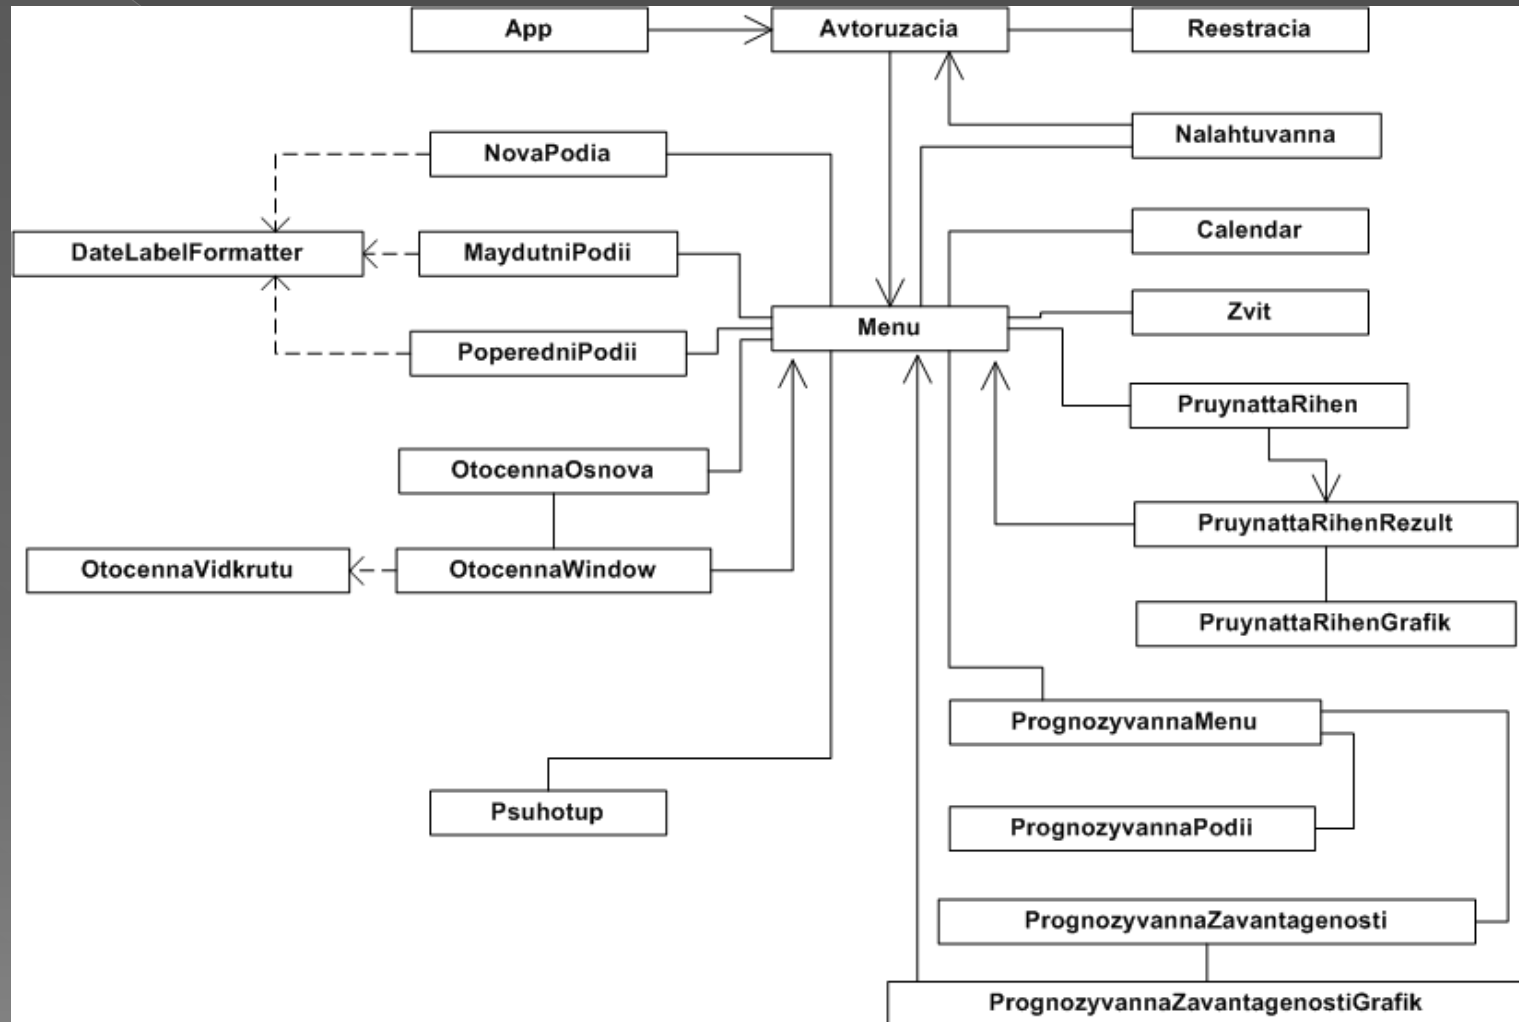 App
Avtoruzacia
Reestracia
Nalahtuvanna
NovaPodia
Calendar
DateLabelFormatter
MaydutniPodii
Zvit
Menu
PoperedniPodii
PruynattaRihen
OtocennaOsnova
PruynattaRihenRezult
OtocennaVidkrutu
OtocennaWindow
PruynattaRihenGrafik
PrognozyvannaMenu
Psuhotup
PrognozyvannaPodii
PrognozyvannaZavantagenosti
PrognozyvannaZavantagenostiGrafik